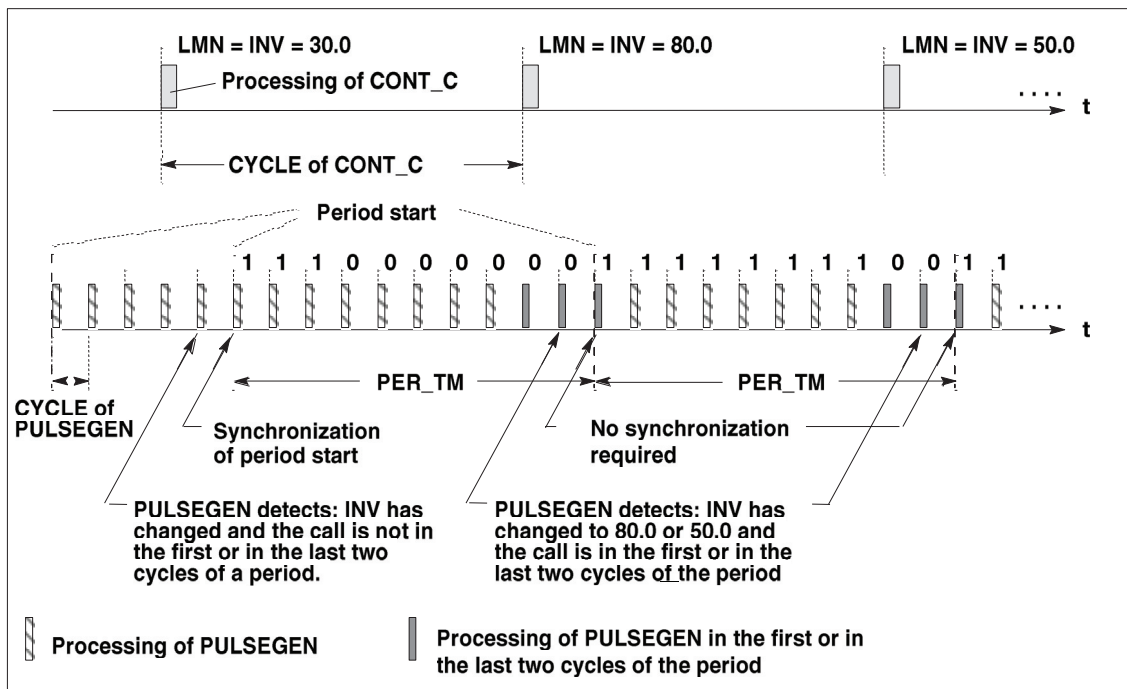 LMN = INV = 30.0
LMN = INV = 80.0
LMN = INV = 50.0
Processing of CONT_C
. . . .
t
CYCLE of CONT_C
Period start
1 1 1 0 0 0 0 0 0 0 1 1 1 1 1 1 1 1 0 0 1 1
. . . .
t
PER_TM
PER_TM
CYCLE of
PULSEGEN
Synchronization
of period start
No synchronization
required
PULSEGEN detects: INV has
changed and the call is not in
the first or in the last two
cycles of a period.
PULSEGEN detects: INV has
changed to 80.0 or 50.0 and
the call is in the first or in the
last two cycles of the period
Processing of PULSEGEN
Processing of PULSEGEN in the first or in
the last two cycles of the period